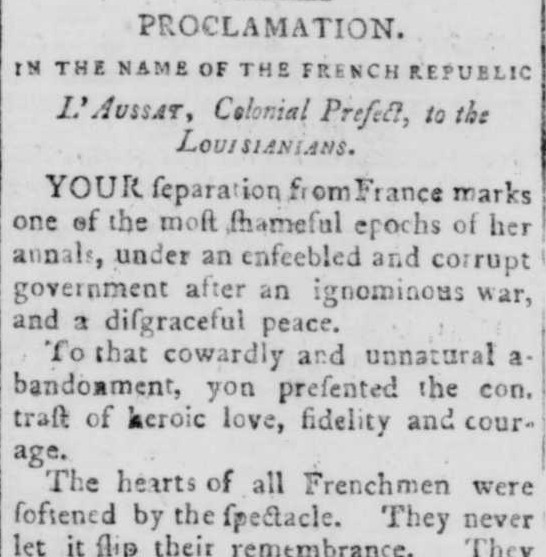 PROCLAMATION.
IN THE NAME OF THE FRENCH REPUBLIC
L'AUSSAT, Colonial Prefect, to the
LOUISIANIANS.
YOUR ſeparation from France marks
one of the moſt ſhameful epochs of her
annals, under an enfeebled and corrupt
government after an ignominous war,
and a diſgraceful peace.
To that cowardly and unnatural a-
bandonment, yon preſented the con.
traſt of heroic love, fidelity and cour-
age.
The hearts of all Frenchmen were
ſoftened by the ſpectacle. They never
let it ſlip their remembrance. They